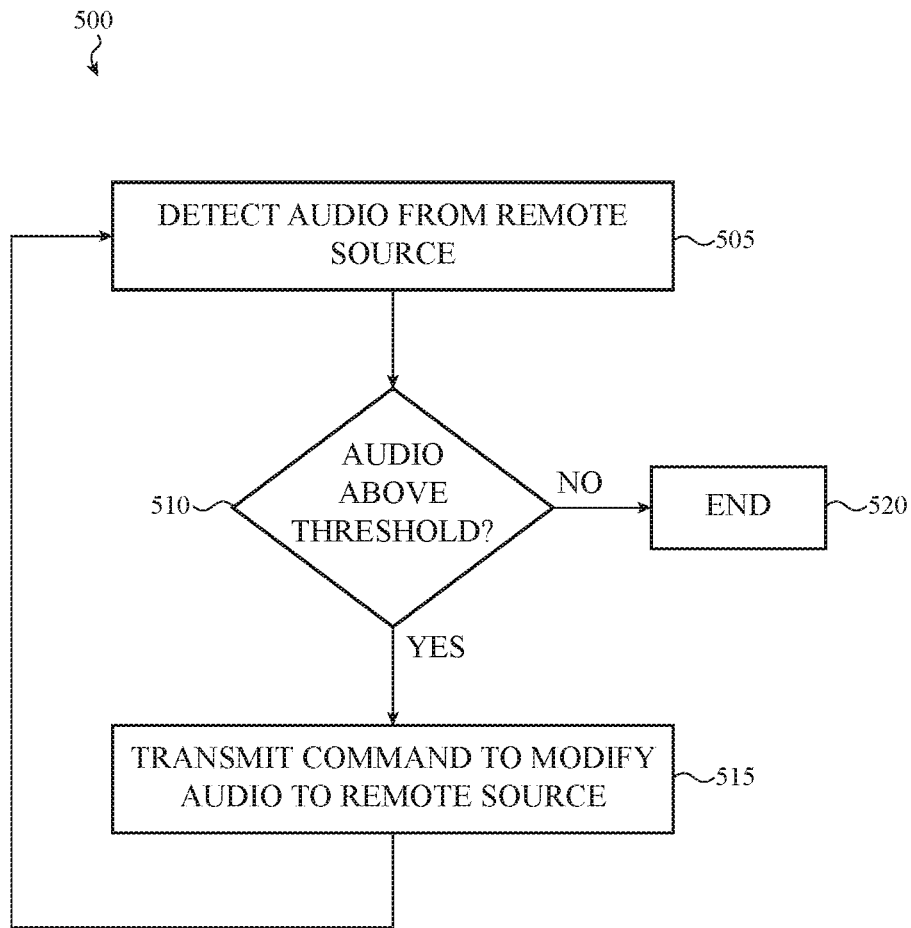 500
DETECT AUDIO FROM REMOTE
SOURCE
505
AUDIO
ABOVE
THRESHOLD?
510
NO
END
520
YES
TRANSMIT COMMAND TO MODIFY
AUDIO TO REMOTE SOURCE
515